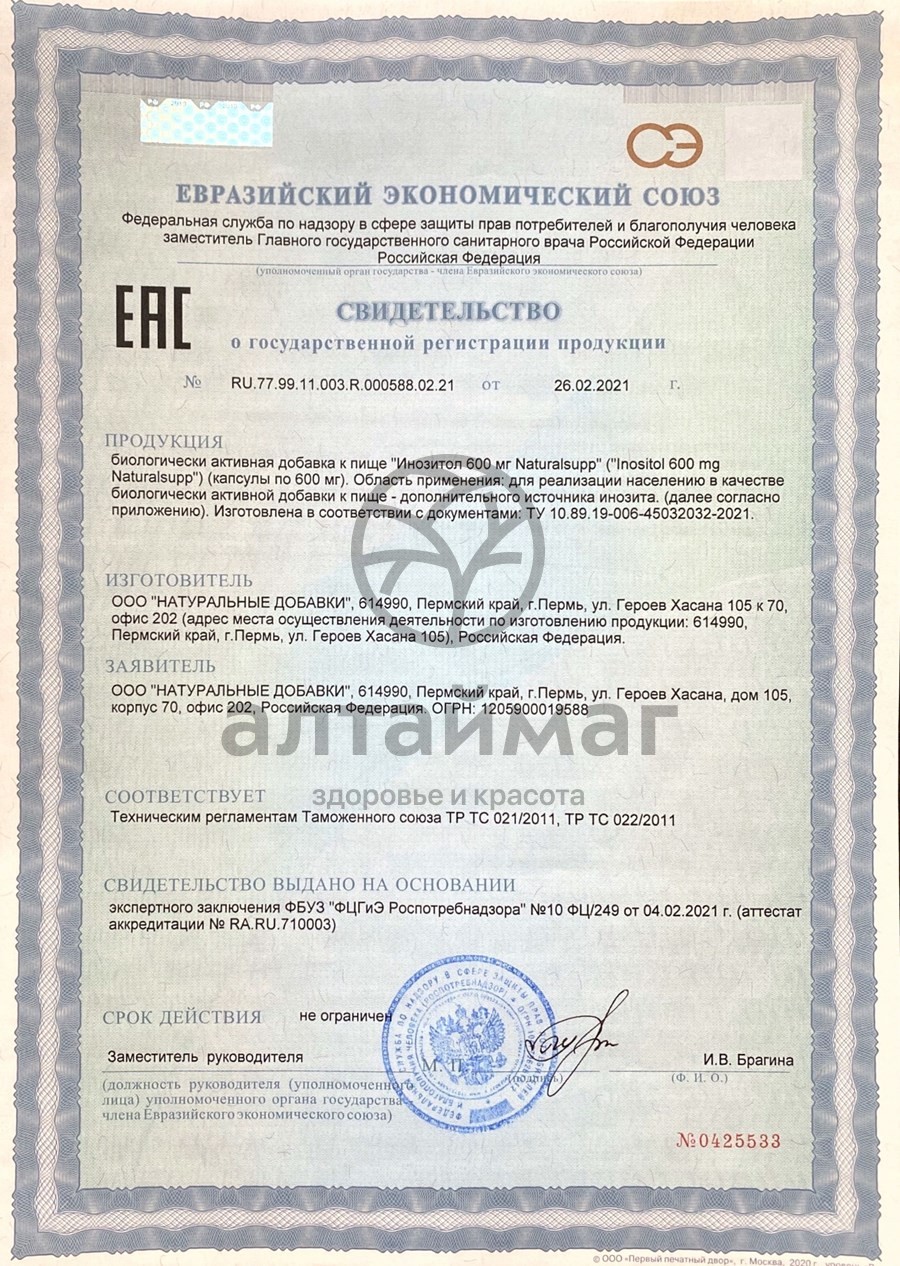 ЕВРАЗИЙСКИЙ ЭКОНОМИЧЕСКИЙ СОЮЗ
Федеральная служба по надзору в сфере защиты прав потребителей и благополучия человека
заместитель Главного государственного санитарного врача Российской Федерации
Российская Федерация
(уполномоченный орган государства - члена Евразийского экономического союза)
EAC
СВИДЕТЕЛЬСТВО
о государственной регистрации продукции
№ RU.77.99.11.003.R.000588.02.21 от 26.02.2021 г.
ПРОДУКЦИЯ
биологически активная добавка к пище "Инозитол 600 мг Naturalsupp" ("Inositol 600 mg
Naturalsupp") (капсулы по 600 мг). Область применения: для реализации населению в качестве
биологически активной добавки к пище - дополнительного источника инозита. (далее согласно
приложению). Изготовлена в соответствии с документами: ТУ 10.89.19-006-45032032-2021.
ИЗГОТОВИТЕЛЬ
ООО "НАТУРАЛЬНЫЕ ДОБАВКИ", 614990, Пермский край, г.Пермь, ул. Героев Хасана 105 к 70,
офис 202 (адрес места осуществления деятельности по изготовлению продукции: 614990,
Пермский край, г.Пермь, ул. Героев Хасана 105), Российская Федерация.
ЗАЯВИТЕЛЬ
ООО "НАТУРАЛЬНЫЕ ДОБАВКИ", 614990, Пермский край, г.Пермь, ул. Героев Хасана, дом 105,
корпус 70, офис 202, Российская Федерация. ОГРН: 1205900019588
алтаймаг
здоровье и красота
СООТВЕТСТВУЕТ
Техническим регламентам Таможенного союза ТР ТС 021/2011, ТР ТС 022/2011
СВИДЕТЕЛЬСТВО ВЫДАНО НА ОСНОВАНИИ
экспертного заключения ФБУЗ "ФЦГиЭ Роспотребнадзора" №10 ФЦ/249 от 04.02.2021 г. (аттестат
аккредитации № RA.RU.710003)
СРОК ДЕЙСТВИЯ не ограничен
Заместитель руководителя И.В. Брагина
М. П. (подпись) (Ф. И. О.)
(должность руководителя (уполномоченного
лица) уполномоченного органа государства
члена Евразийского экономического союза)
№0425533
© ООО «Первый печатный двор», г. Москва, 2020 г.